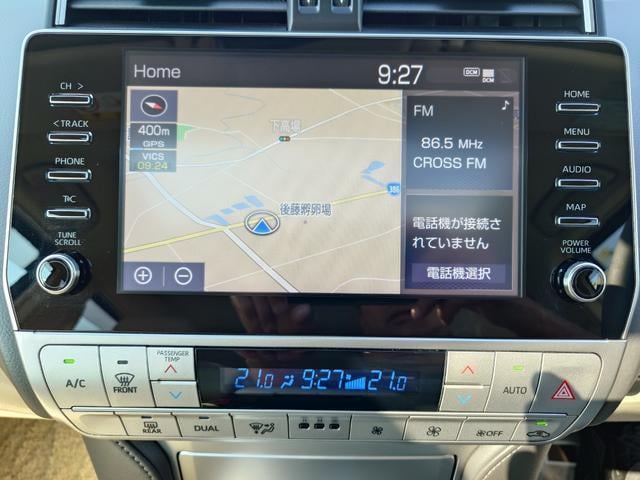 Home 9:27 DCM DCM
400m
GPS
VICS
09:24
下高場
後藤孵卵場
386
FM
86.5 MHz
CROSS FM
電話機が接続さ
れていません
電話機選択
CH >
< TRACK
PHONE
TUNE
SCROLL
HOME
MENU
AUDIO
MAP
POWER
VOLUME
A/C
FRONT
PASSENGER
TEMP
21.0 9:27 21.0
AUTO
REAR
DUAL
OFF